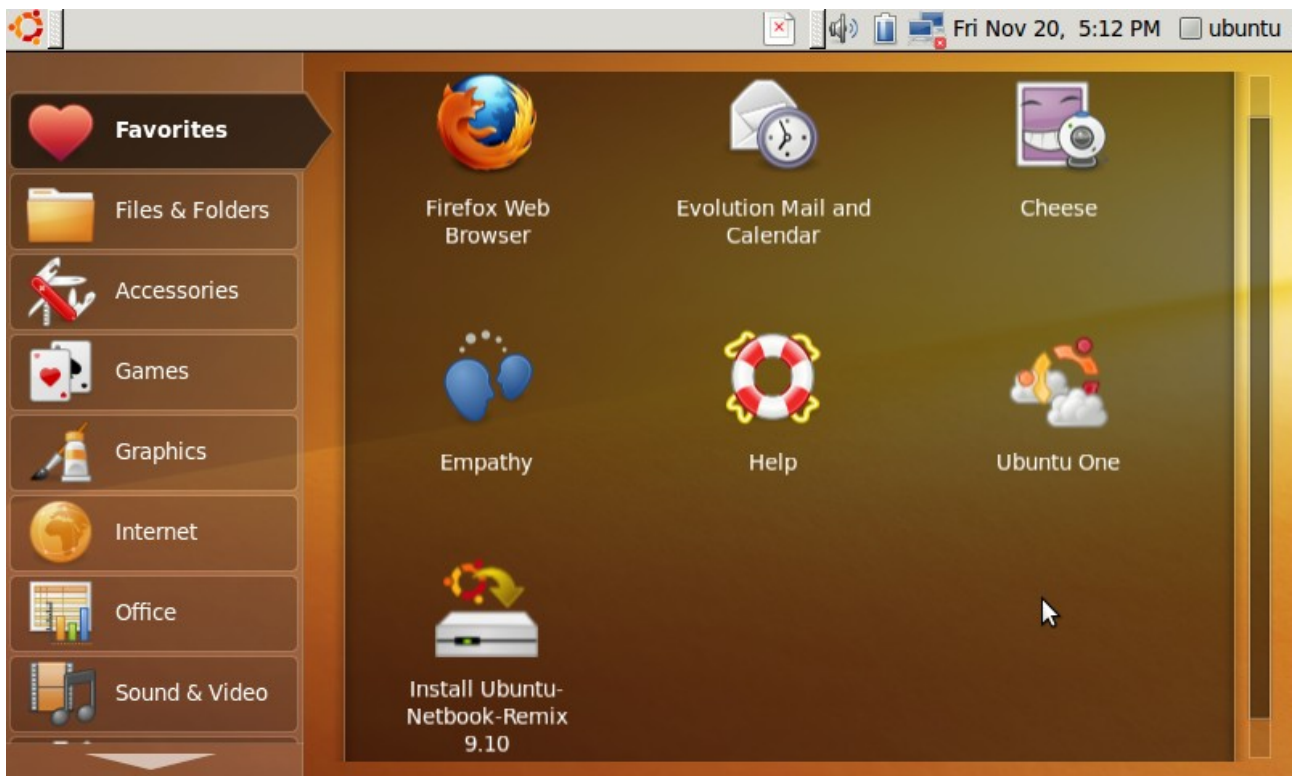 Fri Nov 20, 5:12 PM ubuntu
Favorites
Files & Folders
Accessories
Games
Graphics
Internet
Office
Sound & Video
Firefox Web
Browser
Evolution Mail and
Calendar
Cheese
Empathy
Help
Ubuntu One
Install Ubuntu-
Netbook-Remix
9.10